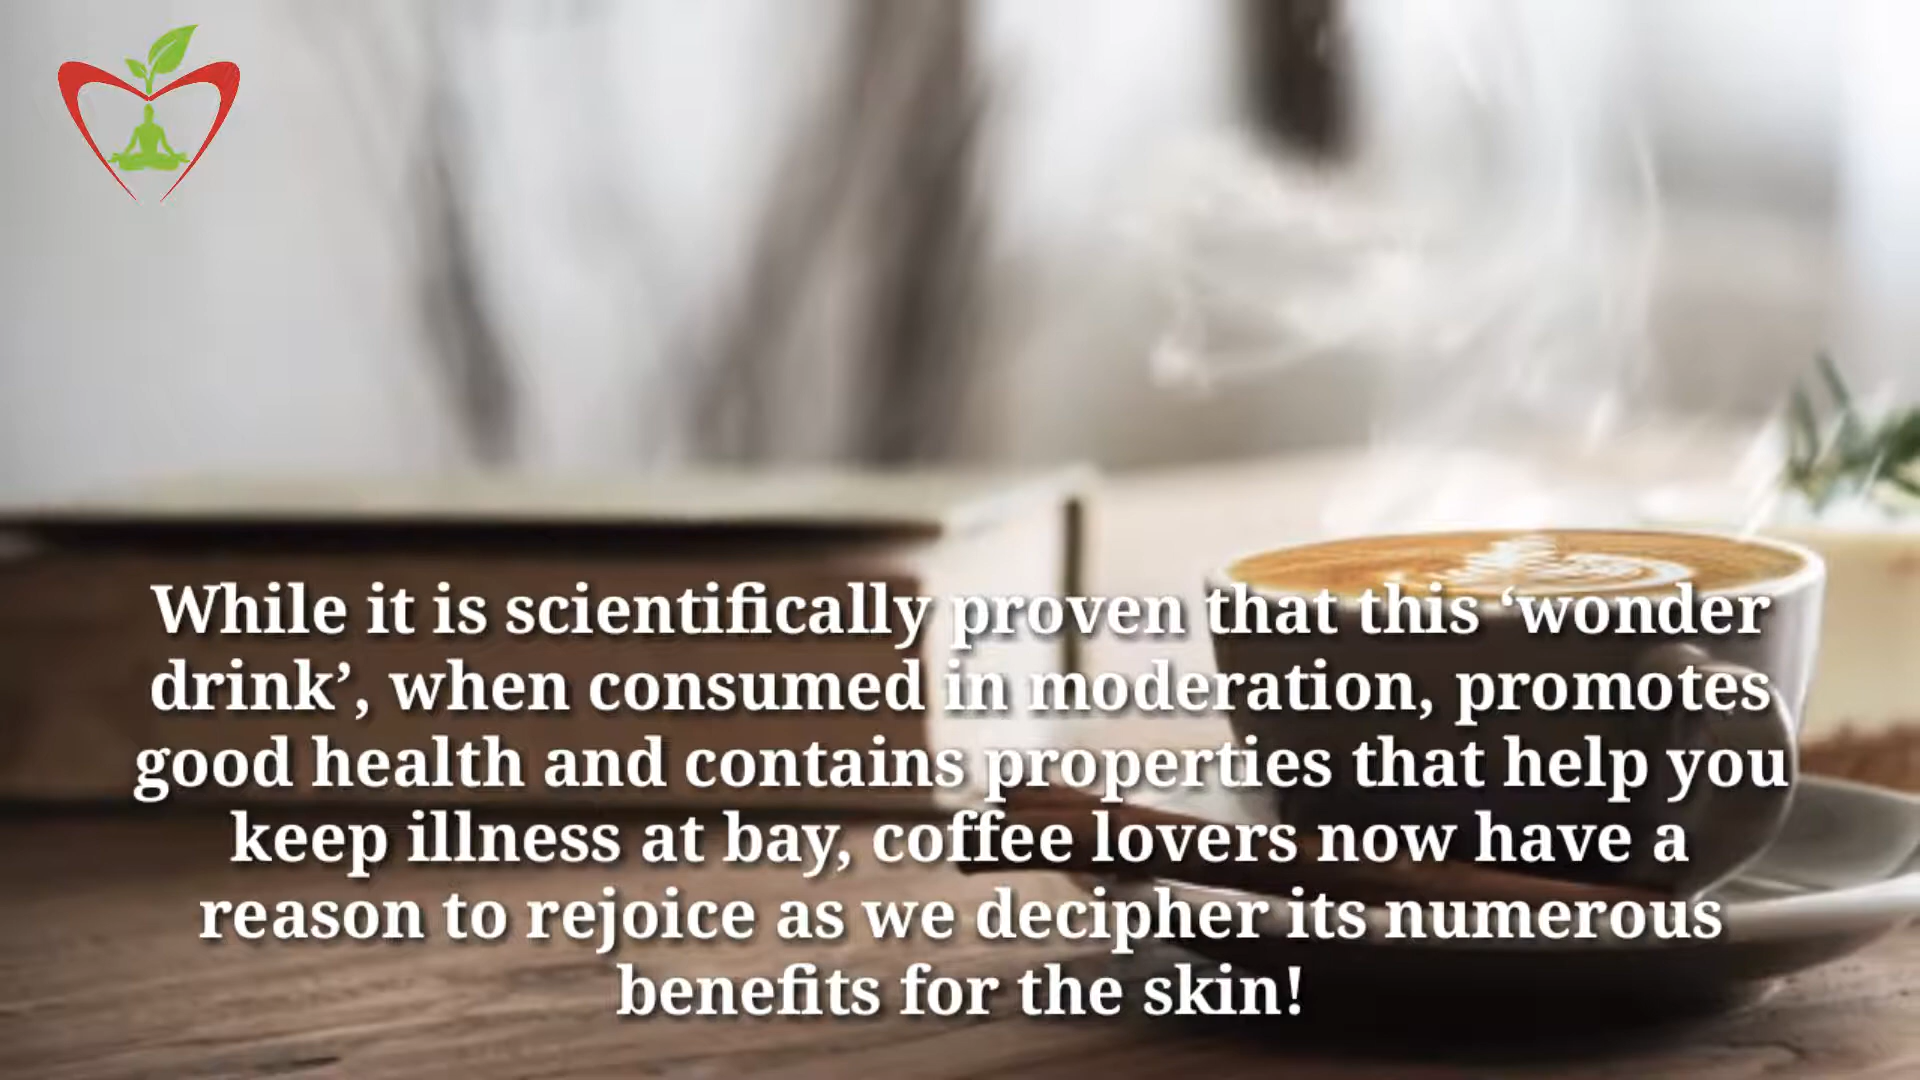 While it is scientifically proven that this ‘wonder
drink’, when consumed in moderation, promotes
good health and contains properties that help you
keep illness at bay, coffee lovers now have a
reason to rejoice as we decipher its numerous
benefits for the skin!